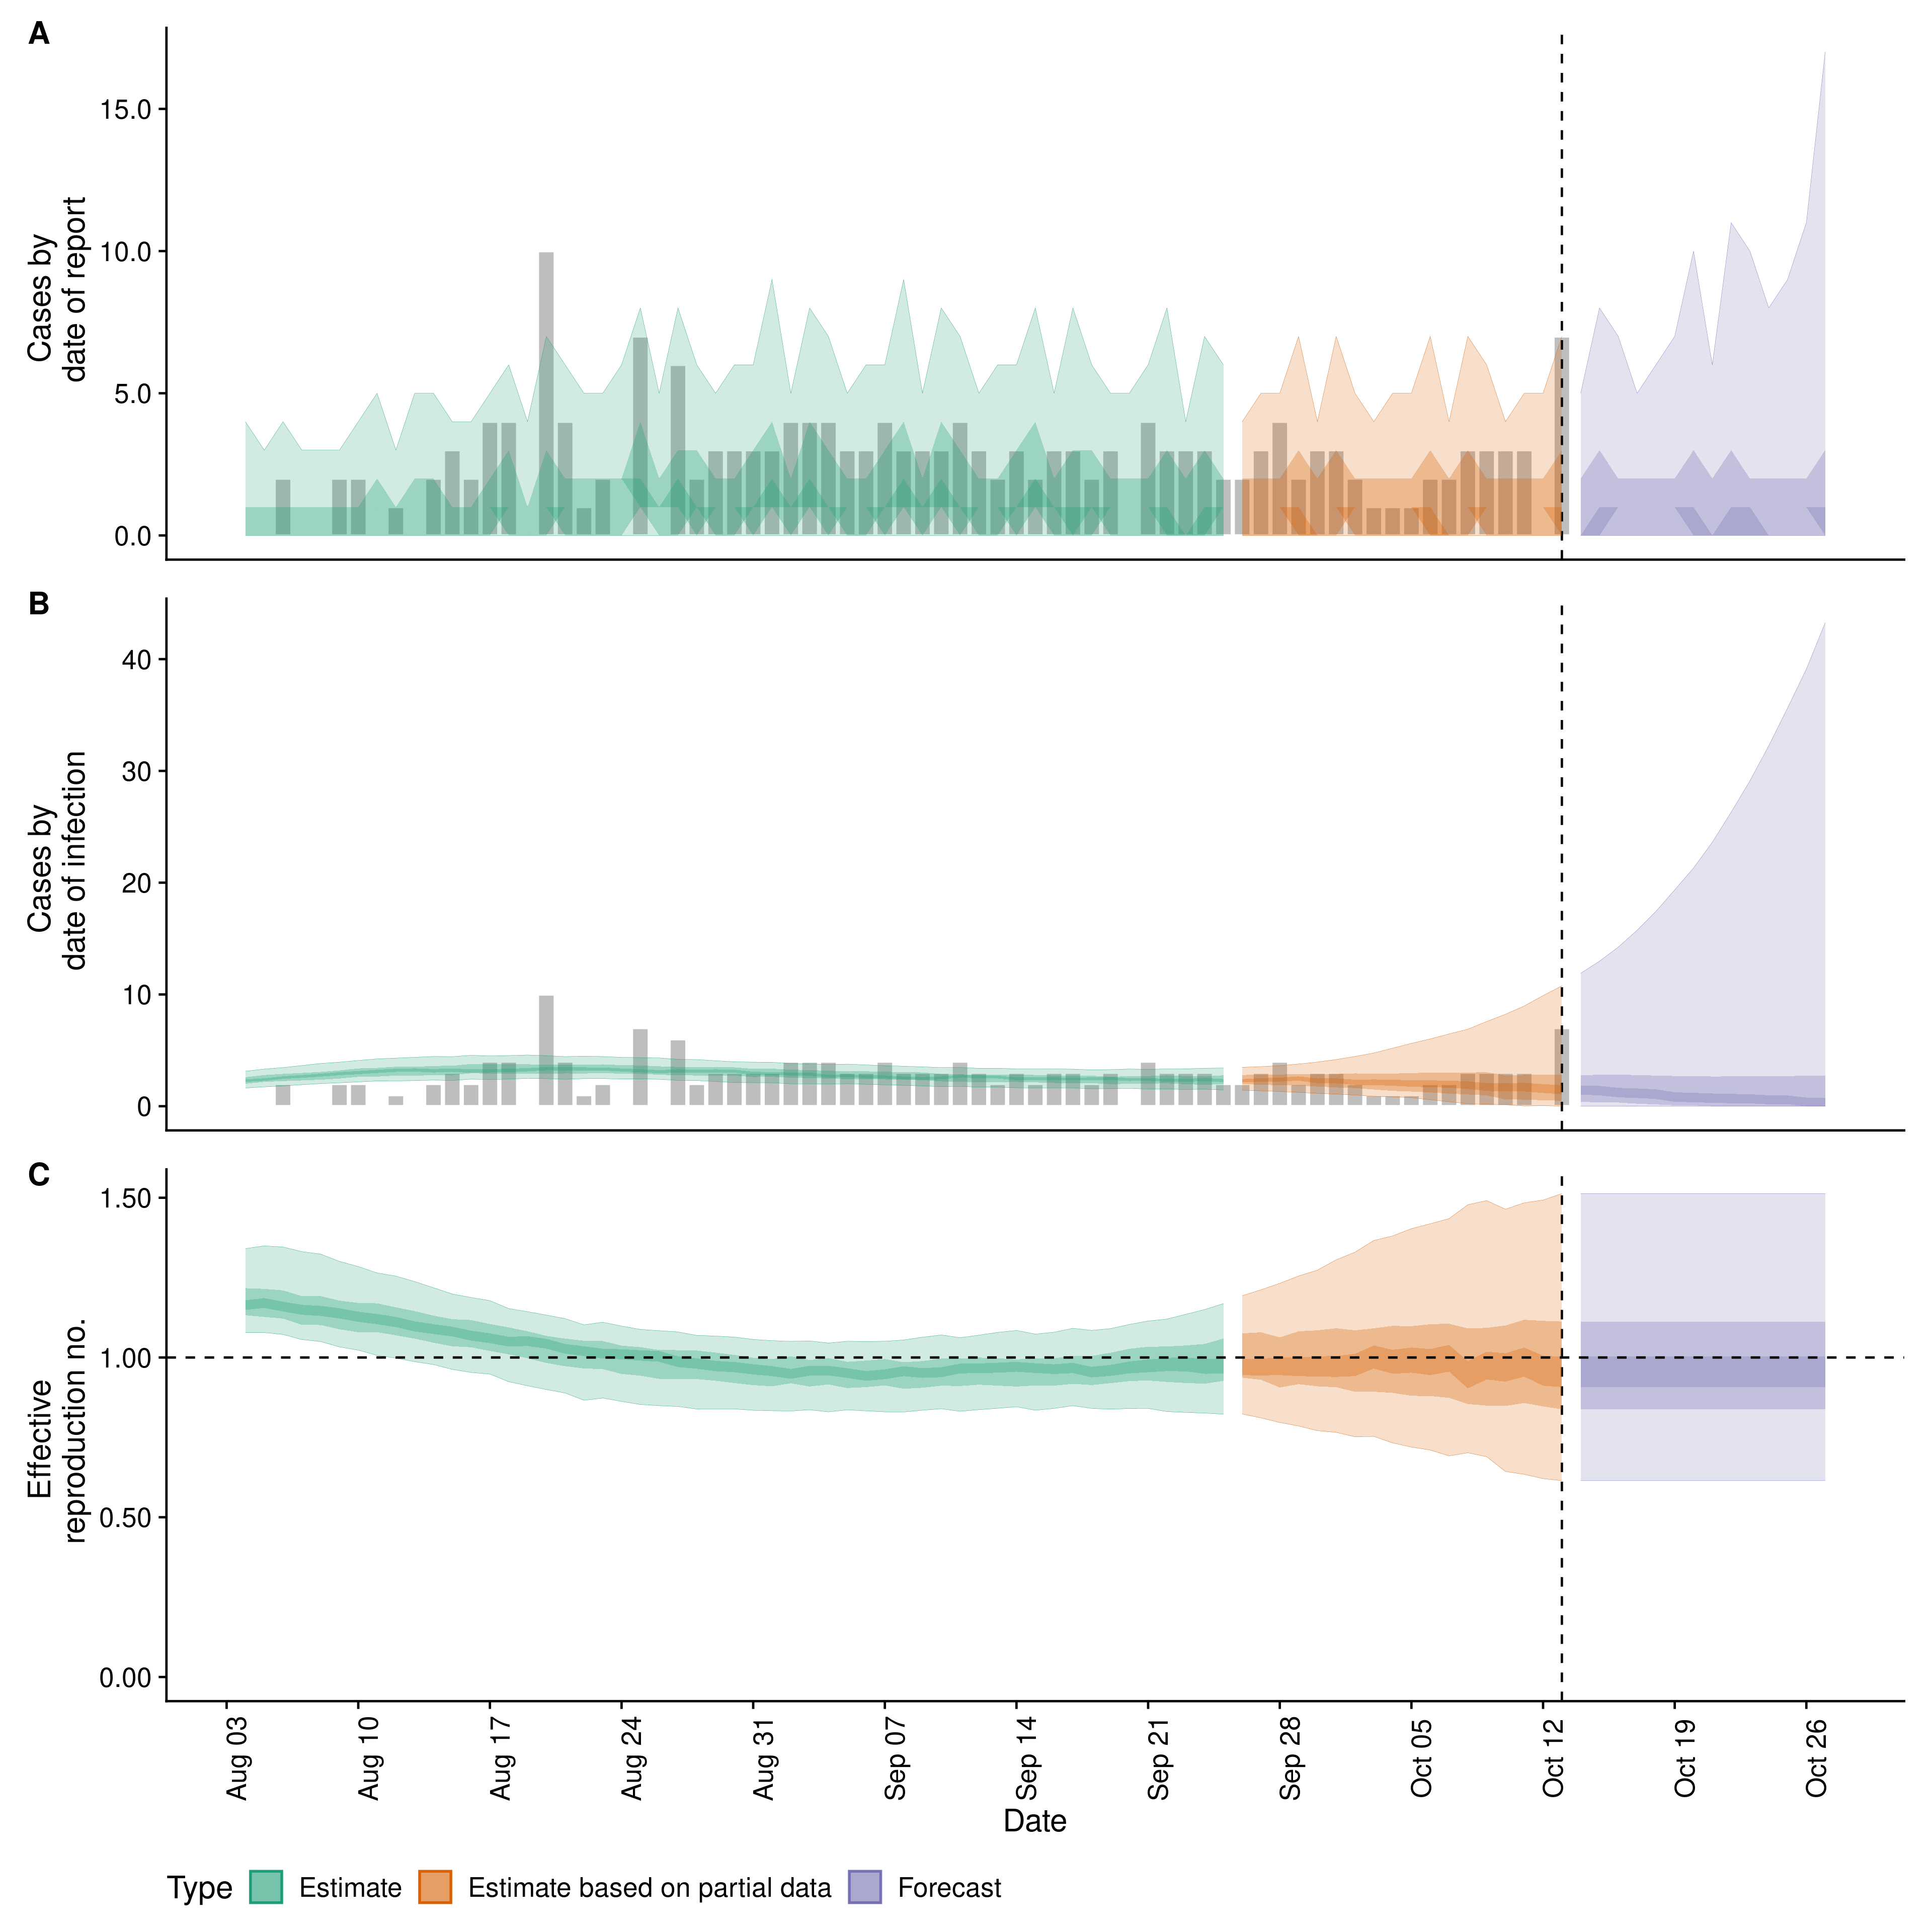 A
Cases by
date of report
15.0
10.0
5.0
0.0
B
Cases by
date of infection
40
30
20
10
0
C
Effective
reproduction no.
1.50
1.00
0.50
0.00
Aug 03
Aug 10
Aug 17
Aug 24
Aug 31
Sep 07
Sep 14
Sep 21
Sep 28
Oct 05
Oct 12
Oct 19
Oct 26
Date
Type Estimate Estimate based on partial data Forecast